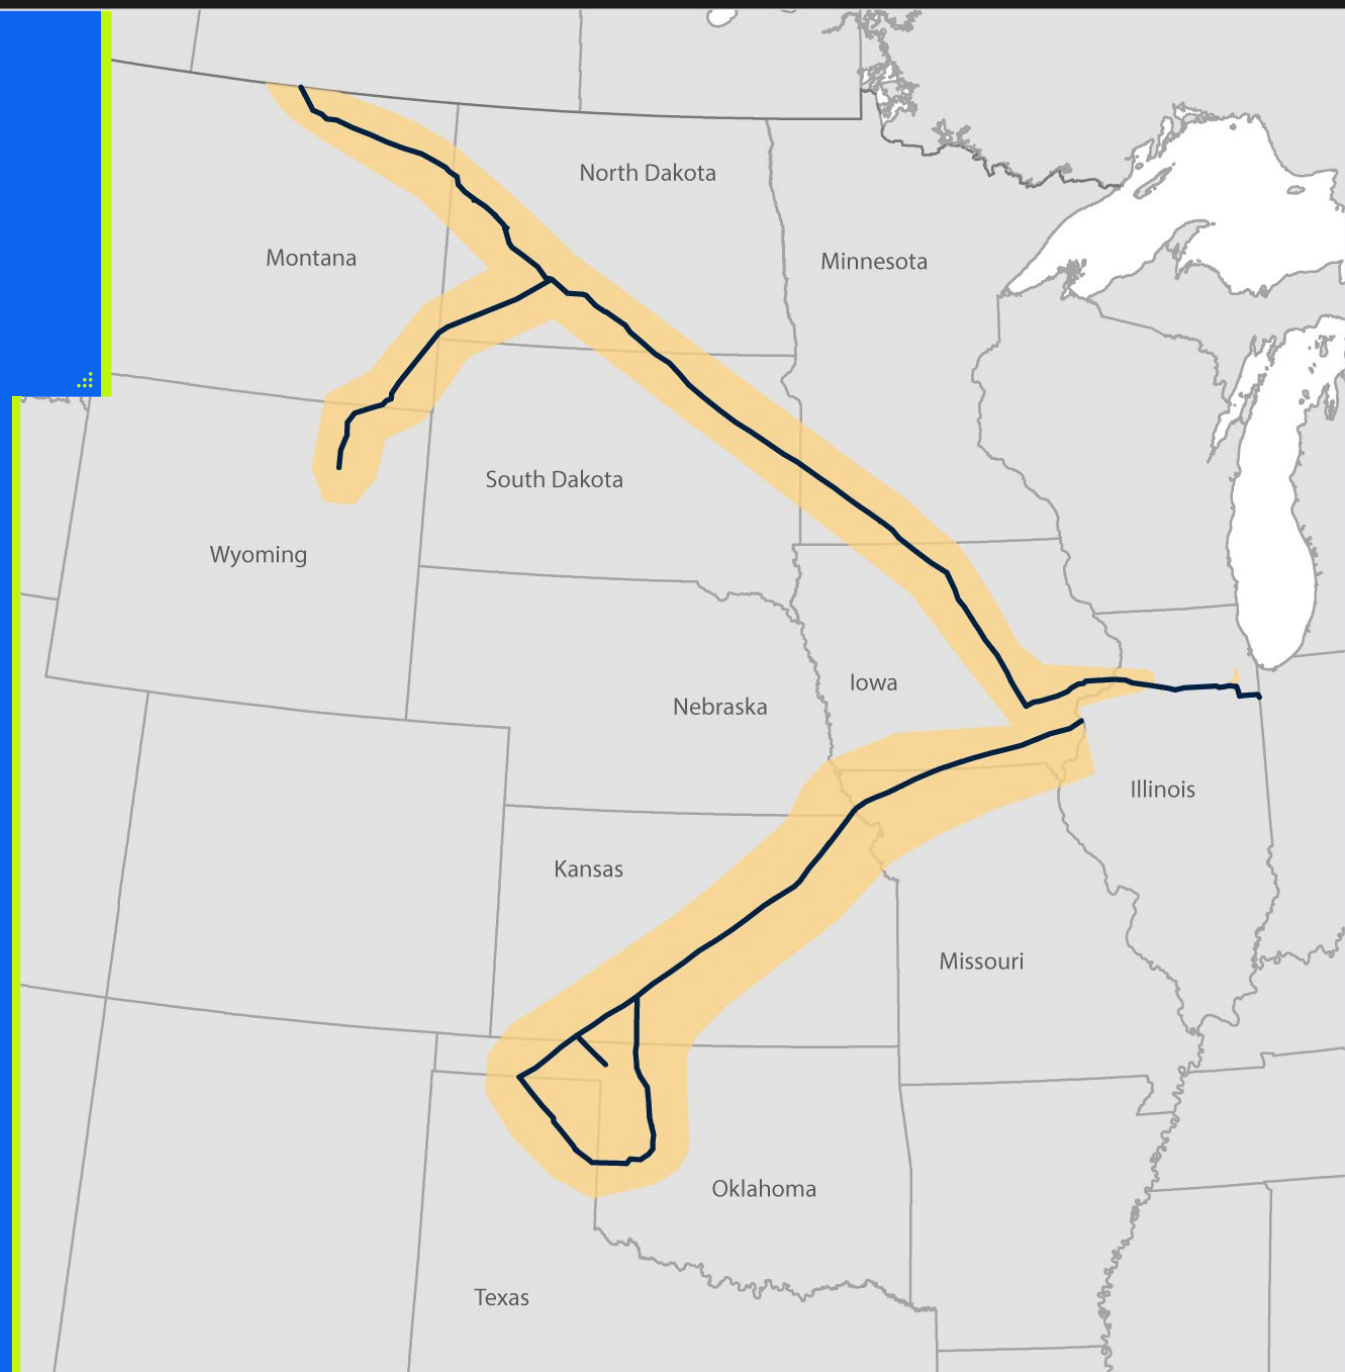 North Dakota
Montana
Minnesota
South Dakota
Wyoming
Iowa
Nebraska
Illinois
Kansas
Missouri
Oklahoma
Texas